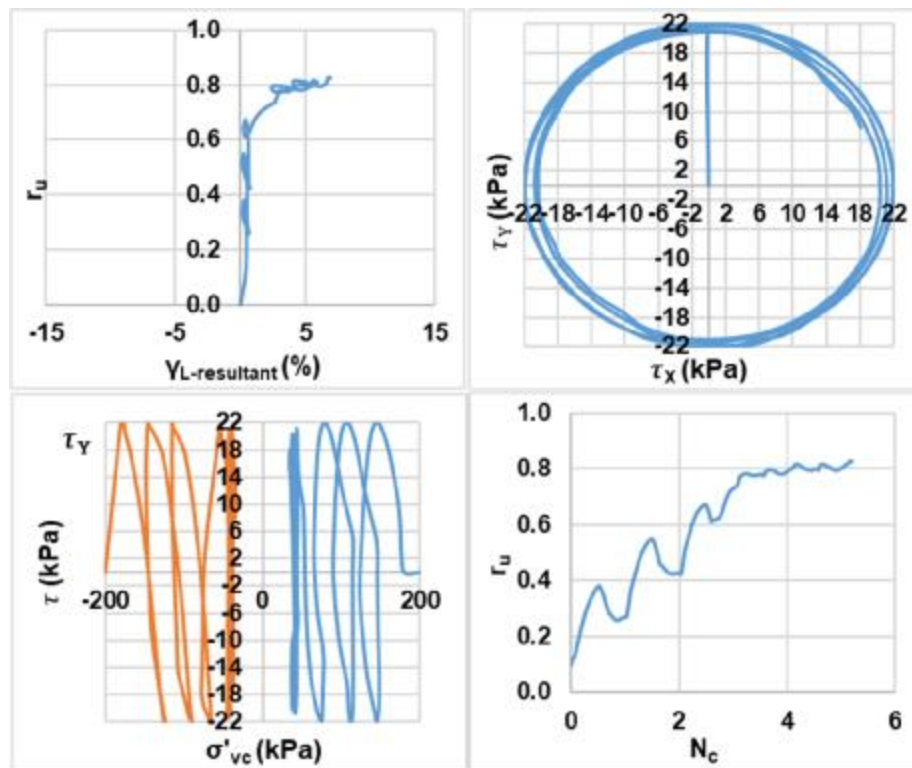 1.0
0.8
0.6
0.4
0.2
0.0
r_u
-15 -5 5 15
γ_L-resultant (%)
22
18
14
10
6
2
-2
-6
-10
-14
-18
-22
τ_Y (kPa)
-22 -18 -14 -10 -6 -2 2 6 10 14 18 22
τ_X (kPa)
τ_Y
22
18
14
10
6
2
-2
-6
-10
-14
-18
-22
τ (kPa)
-200 0 200
σ'_vc (kPa)
1.0
0.8
0.6
0.4
0.2
0.0
r_u
0 2 4 6
N_c